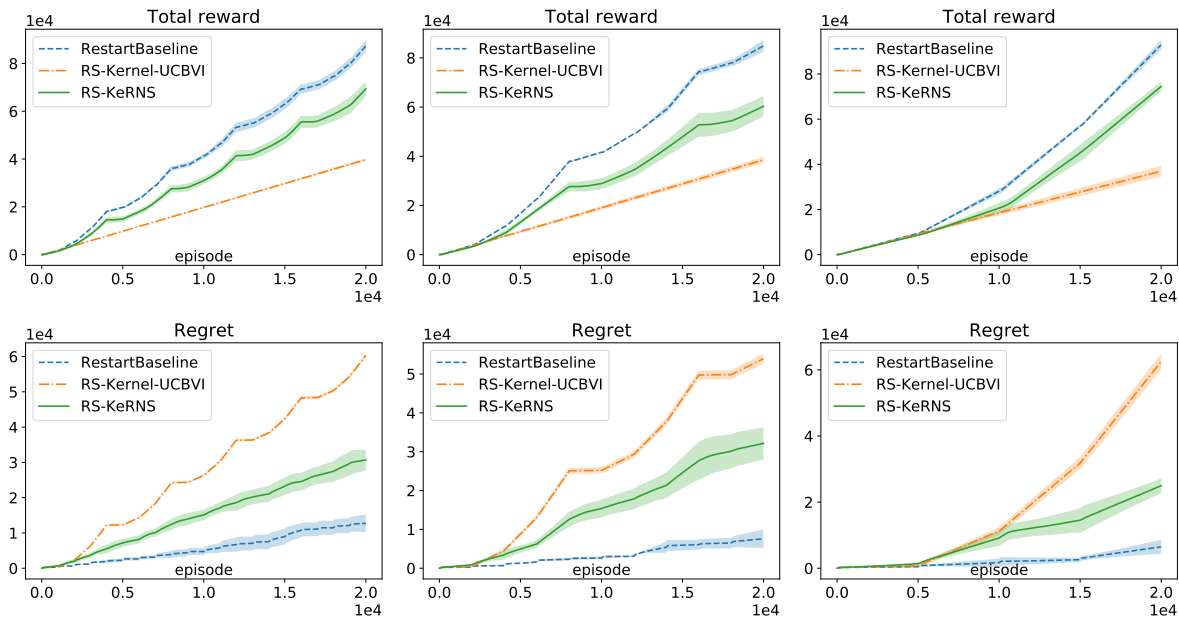 Total reward
1e4
RestartBaseline
RS-Kernel-UCBVI
RS-KeRNS
8
6
4
2
0
episode
0.0 0.5 1.0 1.5 2.0
1e4
Total reward
1e4
RestartBaseline
RS-Kernel-UCBVI
RS-KeRNS
8
6
4
2
0
episode
0.0 0.5 1.0 1.5 2.0
1e4
Total reward
1e4
RestartBaseline
RS-Kernel-UCBVI
RS-KeRNS
8
6
4
2
0
episode
0.0 0.5 1.0 1.5 2.0
1e4
Regret
1e4
RestartBaseline
RS-Kernel-UCBVI
RS-KeRNS
6
5
4
3
2
1
0
episode
0.0 0.5 1.0 1.5 2.0
1e4
Regret
1e4
RestartBaseline
RS-Kernel-UCBVI
RS-KeRNS
5
4
3
2
1
0
episode
0.0 0.5 1.0 1.5 2.0
1e4
Regret
1e4
RestartBaseline
RS-Kernel-UCBVI
RS-KeRNS
6
4
2
0
episode
0.0 0.5 1.0 1.5 2.0
1e4